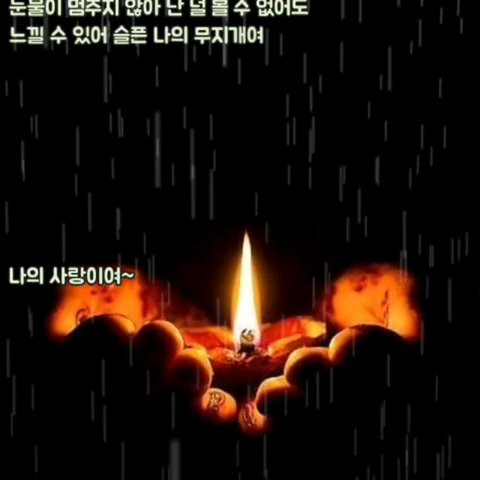 눈물이 멈추지 않아 난 널 볼 수 없어도
느낄 수 있어 슬픈 나의 무지개여
나의 사랑이여~